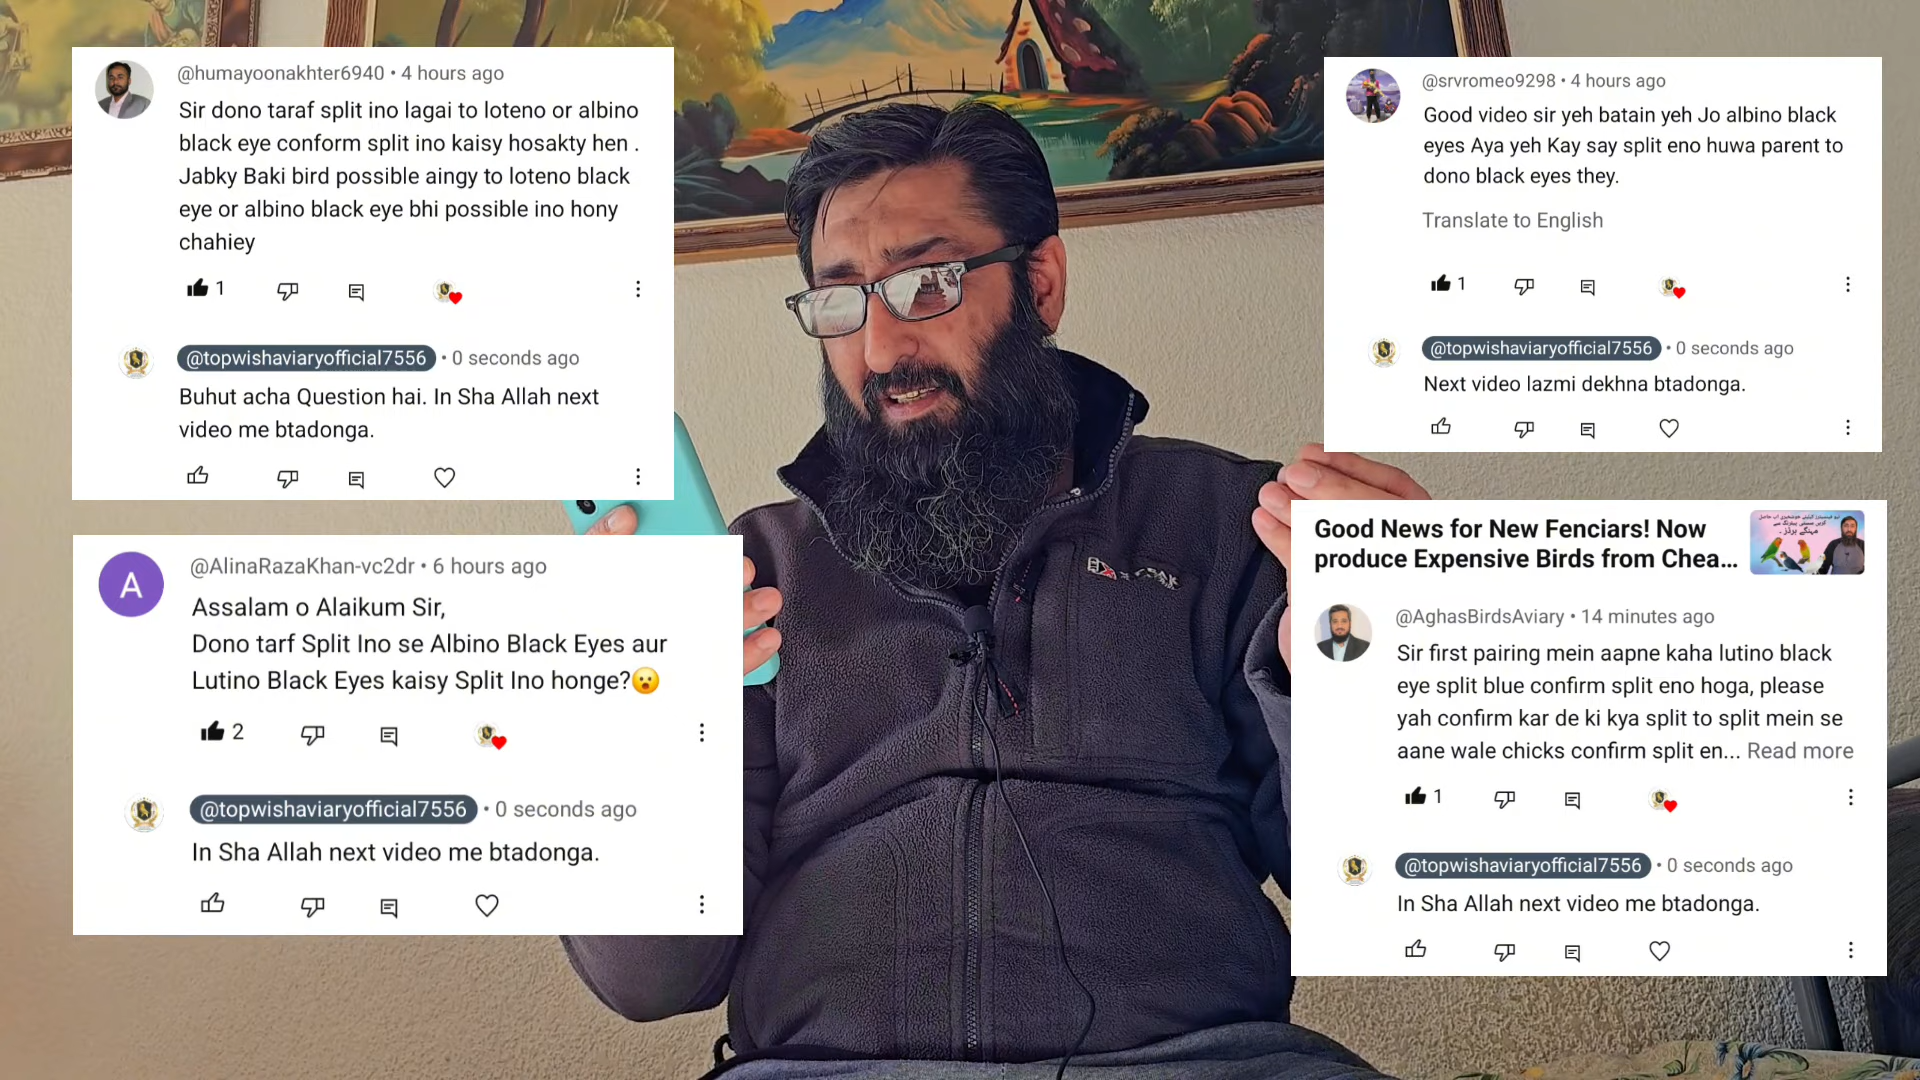 @humayoonakhter6940 • 4 hours ago
Sir dono taraf split ino lagai to loteno or albino
black eye conform split ino kaisy hosakty hen .
Jabky Baki bird possible aingy to loteno black
eye or albino black eye bhi possible ino hony
chahiey
1
@topwishaviaryofficial7556 • 0 seconds ago
Buhut acha Question hai. In Sha Allah next
video me btadonga.
A
@AlinaRazaKhan-vc2dr • 6 hours ago
Assalam o Alaikum Sir,
Dono tarf Split Ino se Albino Black Eyes aur
Lutino Black Eyes kaisy Split Ino honge?😮
2
@topwishaviaryofficial7556 • 0 seconds ago
In Sha Allah next video me btadonga.
@srvromeo9298 • 4 hours ago
Good video sir yeh batain yeh Jo albino black
eyes Aya yeh Kay say split eno huwa parent to
dono black eyes they.
Translate to English
1
@topwishaviaryofficial7556 • 0 seconds ago
Next video lazmi dekhna btadonga.
Good News for New Fenciars! Now
produce Expensive Birds from Chea...
@AghasBirdsAviary • 14 minutes ago
Sir first pairing mein aapne kaha lutino black
eye split blue confirm split eno hoga, please
yah confirm kar de ki kya split to split mein se
aane wale chicks confirm split en... Read more
1
@topwishaviaryofficial7556 • 0 seconds ago
In Sha Allah next video me btadonga.